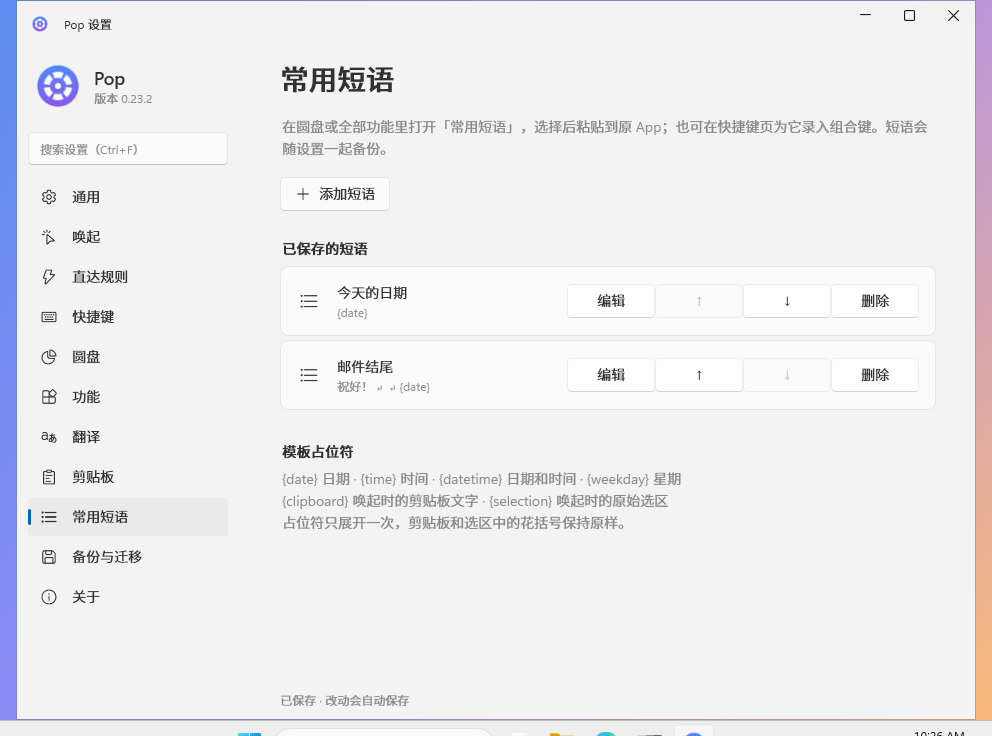 Pop 设置
Pop
版本 0.23.2
搜索设置（Ctrl+F）
通用
唤起
直达规则
快捷键
圆盘
功能
翻译
剪贴板
常用短语
备份与迁移
关于
常用短语
在圆盘或全部功能里打开「常用短语」，选择后粘贴到原 App；也可在快捷键页为它录入组合键。短语会
随设置一起备份。
＋ 添加短语
已保存的短语
今天的日期
{date}
编辑 ↑ ↓ 删除
邮件结尾
祝好！ ↲ ↲ {date}
编辑 ↑ ↓ 删除
模板占位符
{date} 日期 · {time} 时间 · {datetime} 日期和时间 · {weekday} 星期
{clipboard} 唤起时的剪贴板文字 · {selection} 唤起时的原始选区
占位符只展开一次，剪贴板和选区中的花括号保持原样。
已保存 · 改动会自动保存
10:26 AM